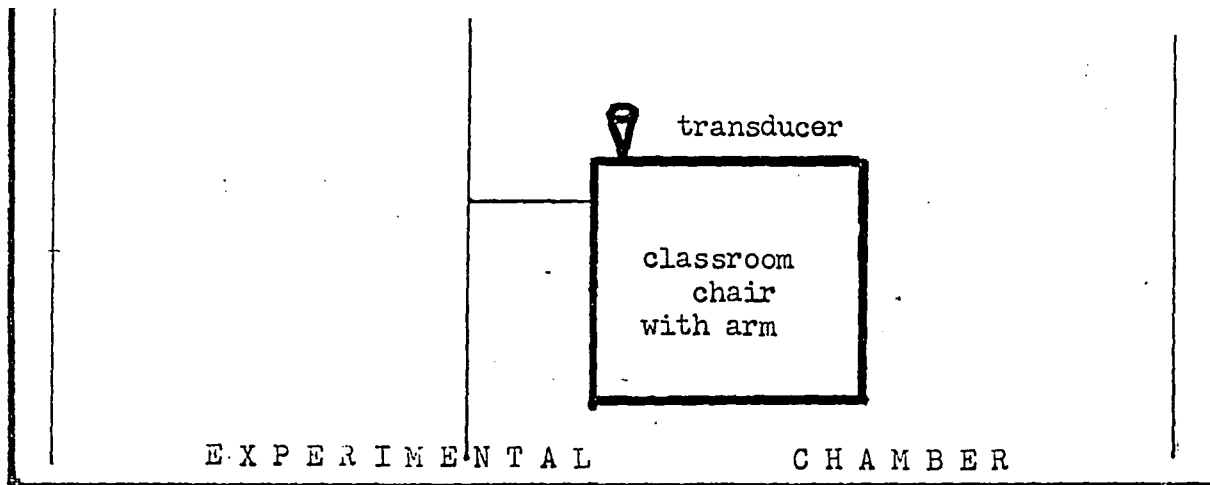 transducer
classroom
chair
with arm
EXPERIMENTAL CHAMBER